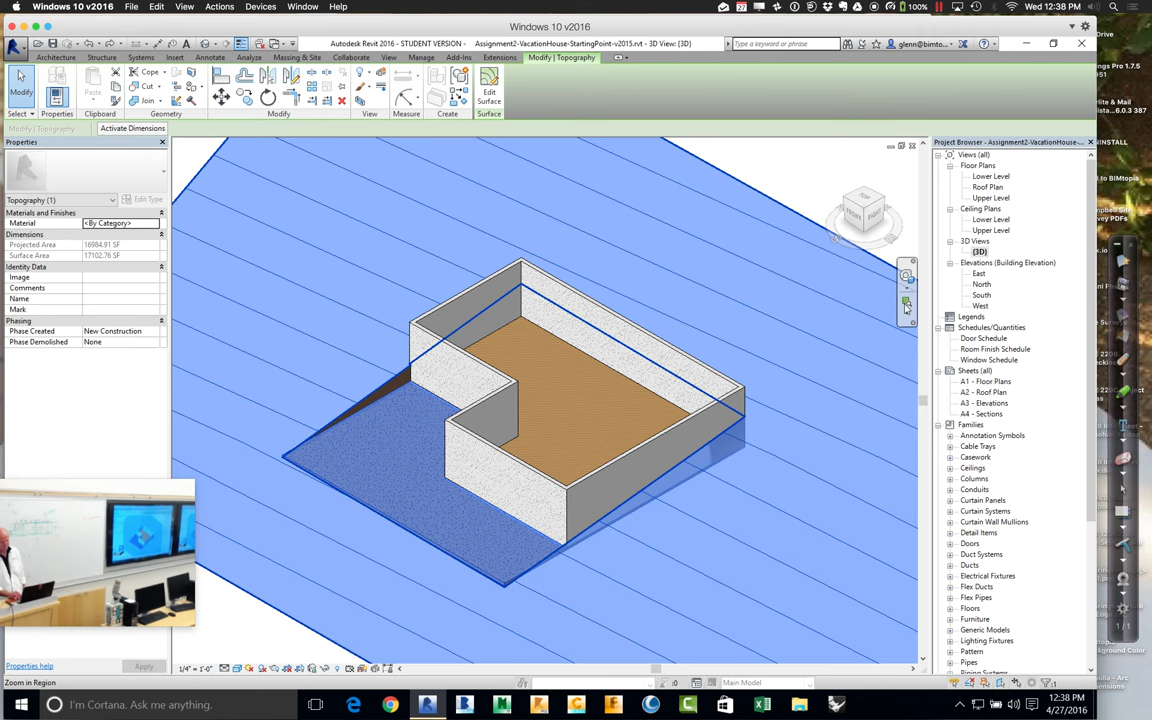 Windows 10 v2016 File Edit View Actions Devices Window Help
100% Wed 12:38 PM
Windows 10 v2016
Autodesk Revit 2016 - STUDENT VERSION - Assignment2-VacationHouse-StartingPoint-v2015.rvt - 3D View: {3D}
Type a keyword or phrase
glenn@bimto...
Architecture Structure Systems Insert Annotate Analyze Massing & Site Collaborate View Manage Add-Ins Extensions Modify | Topography
Modify
Select
Properties
Paste
Clipboard
Cope
Cut
Join
Geometry
Modify
View
Measure
Create
Edit
Surface
Surface
Modify | Topography
Activate Dimensions
Properties
Topography (1)
Edit Type
Materials and Finishes
Material <By Category>
Dimensions
Projected Area 16984.91 SF
Surface Area 17102.76 SF
Identity Data
Image
Comments
Name
Mark
Phasing
Phase Created New Construction
Phase Demolished None
Properties help
Apply
TOP
FRONT
RIGHT
Project Browser - Assignment2-VacationHouse-...
Views (all)
Floor Plans
Lower Level
Roof Plan
Upper Level
Ceiling Plans
Lower Level
Upper Level
3D Views
{3D}
Elevations (Building Elevation)
East
North
South
West
Legends
Schedules/Quantities
Door Schedule
Room Finish Schedule
Window Schedule
Sheets (all)
A1 - Floor Plans
A2 - Roof Plan
A3 - Elevations
A4 - Sections
Families
Annotation Symbols
Cable Trays
Casework
Ceilings
Columns
Conduits
Curtain Panels
Curtain Systems
Curtain Wall Mullions
Detail Items
Doors
Duct Systems
Ducts
Electrical Fixtures
Flex Ducts
Flex Pipes
Floors
Furniture
Generic Models
Lighting Fixtures
Pattern
Pipes
1/4" = 1'-0"
Zoom in Region
:0
Main Model
:1
1 / 1
I'm Cortana. Ask me anything.
12:38 PM
4/27/2016